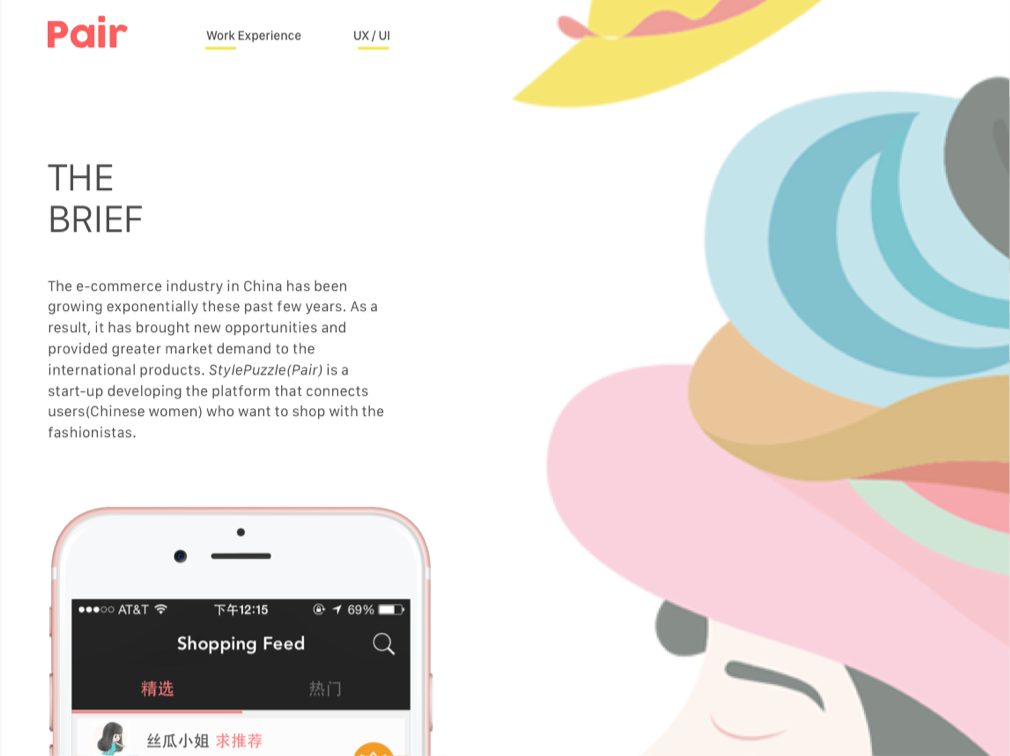 Pair
Work Experience
UX / UI
THE
BRIEF
The e-commerce industry in China has been
growing exponentially these past few years. As a
result, it has brought new opportunities and
provided greater market demand to the
international products. StylePuzzle(Pair) is a
start-up developing the platform that connects
users(Chinese women) who want to shop with the
fashionistas.
AT&T 下午12:15 69%
Shopping Feed
精选 热门
丝瓜小姐 求推荐